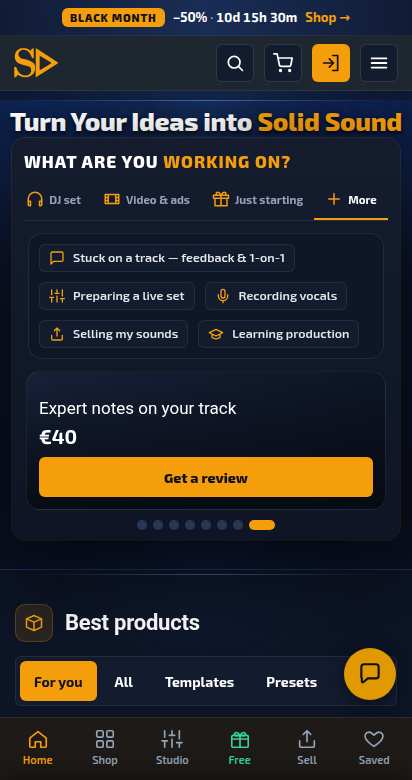 BLACK MONTH −50% · 10d 15h 30m Shop →
SD
Turn Your Ideas into Solid Sound
WHAT ARE YOU WORKING ON?
DJ set Video & ads Just starting More
Stuck on a track — feedback & 1-on-1
Preparing a live set Recording vocals
Selling my sounds Learning production
Expert notes on your track
€40
Get a review
Best products
For you All Templates Presets
Home Shop Studio Free Sell Saved